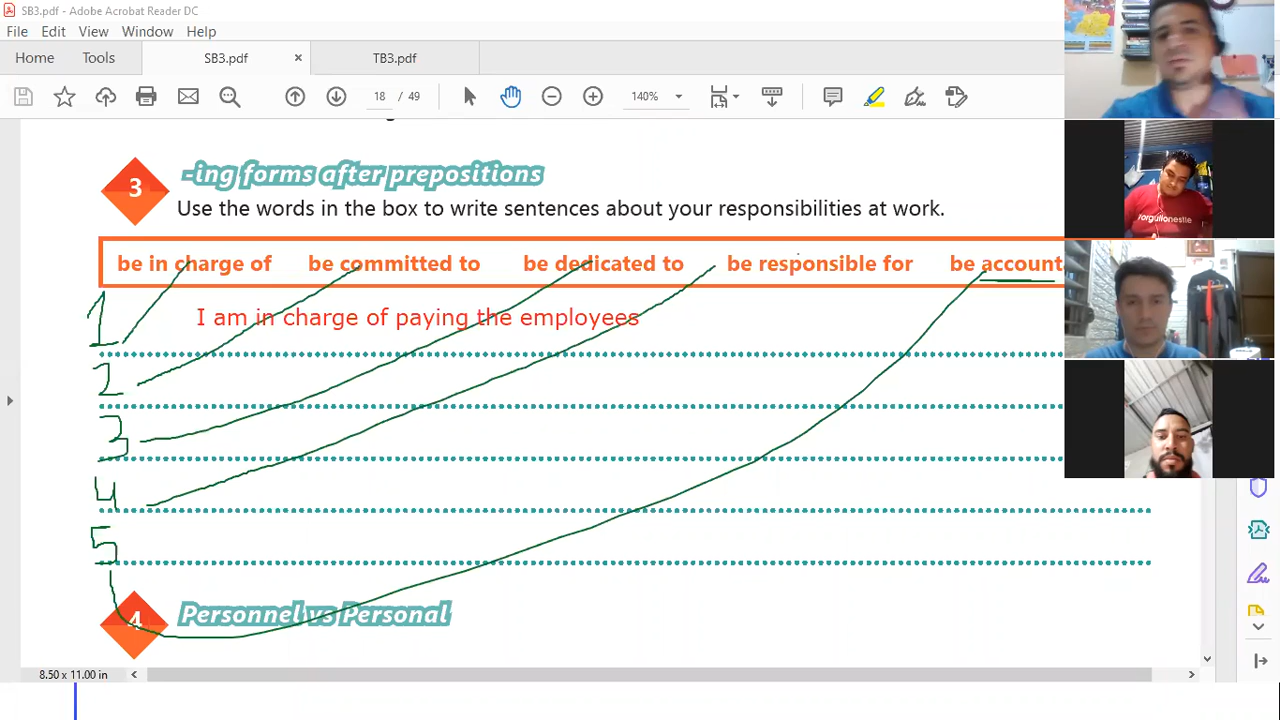 SB3.pdf - Adobe Acrobat Reader DC
File Edit View Window Help
Home Tools SB3.pdf × TB3.pdf
18 / 49 140%
3 -ing forms after prepositions
Use the words in the box to write sentences about your responsibilities at work.
be in charge of be committed to be dedicated to be responsible for be account
1 I am in charge of paying the employees
2
3
4
5
4 Personnel vs Personal
8.50 x 11.00 in